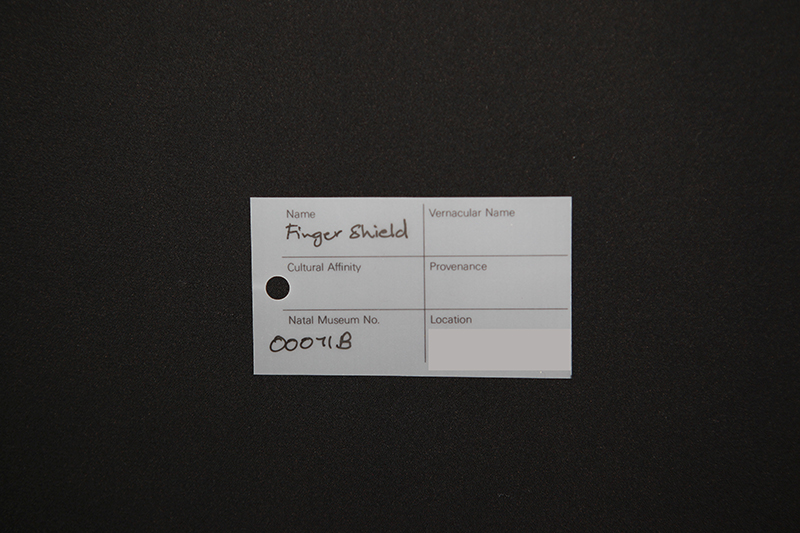 Name
Vernacular Name
Finger Shield
Cultural Affinity
Provenance
Natal Museum No.
Location
00071B